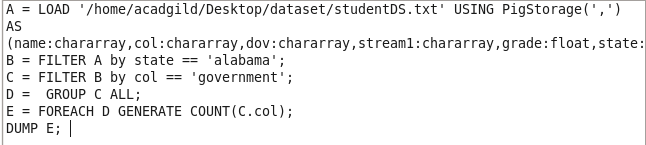 A = LOAD '/home/acadgild/Desktop/dataset/studentDS.txt' USING PigStorage(',')
AS
(name:chararray,col:chararray,dov:chararray,stream1:chararray,grade:float,state:
B = FILTER A by state == 'alabama';
C = FILTER B by col == 'government';
D =  GROUP C ALL;
E = FOREACH D GENERATE COUNT(C.col);
DUMP E;